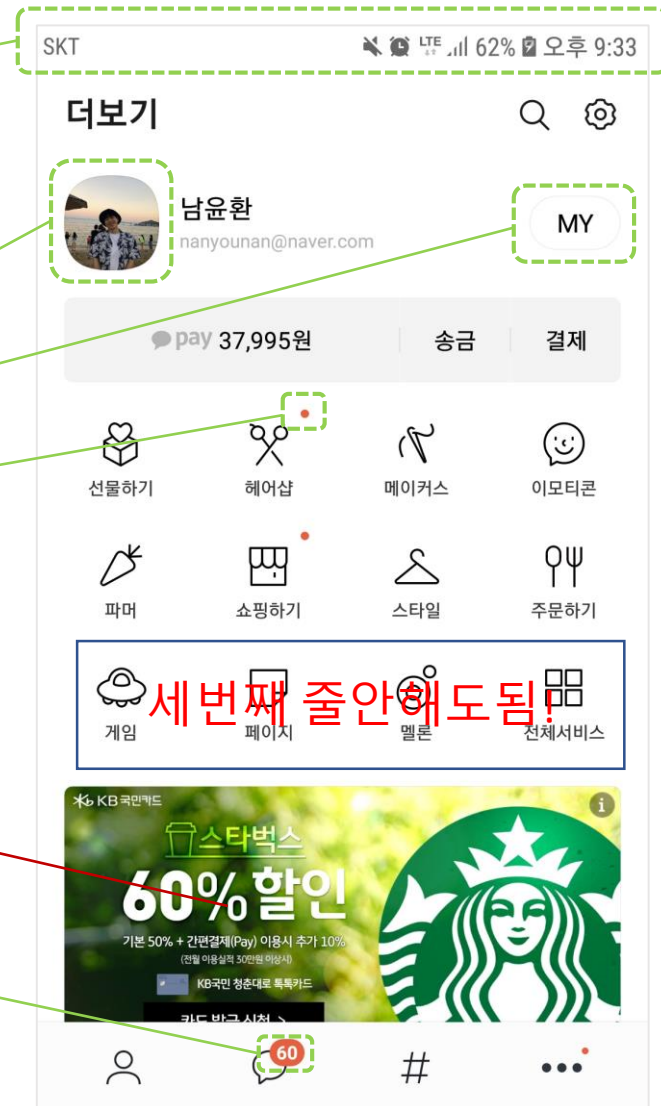 SKT LTE 62% 오후 9:33
더보기
남윤환
nanyounan@naver.com
MY
pay 37,995원 송금 결제
선물하기 헤어샵 메이커스 이모티콘
파머 쇼핑하기 스타일 주문하기
세번째 줄안해도됨!
게임 페이지 멜론 전체서비스
KB국민카드
스타벅스
60% 할인
기본 50% + 간편결제(Pay) 이용시 추가 10%
(전월 이용실적 30만원 이상시)
KB국민 청춘대로 톡톡카드
카드 발급 신청 >
60
#